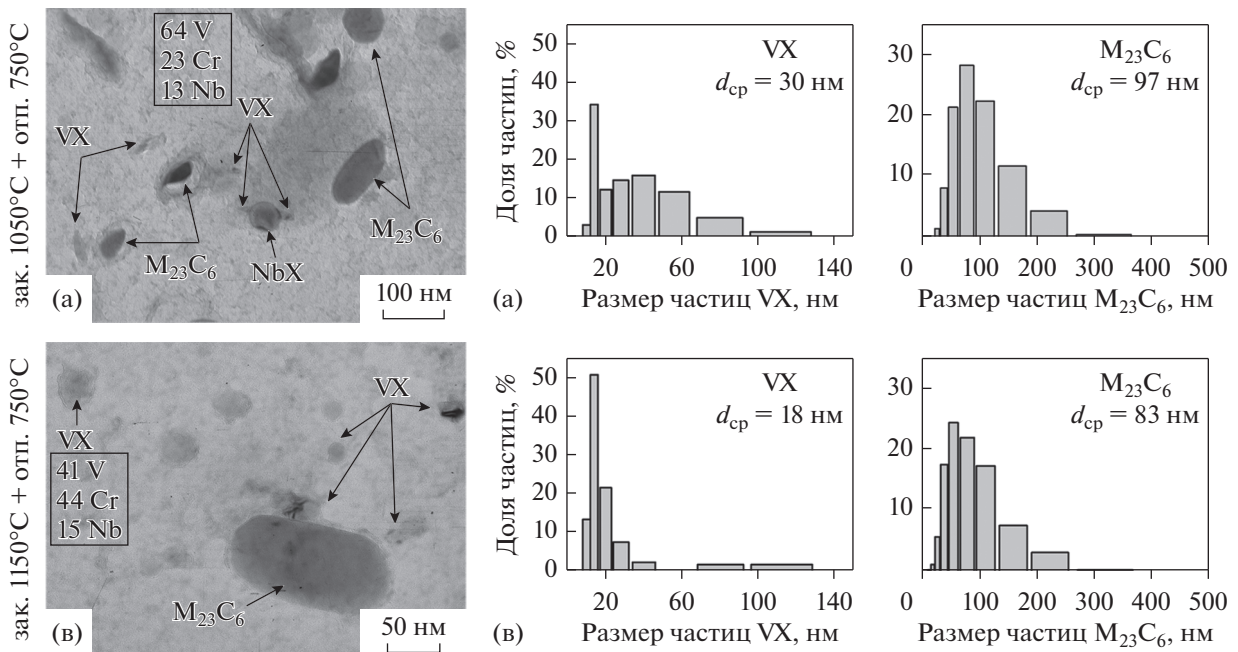 зак. 1050°C + отп. 750°C
64 V
23 Cr
13 Nb
VX
VX
M₂₃C₆
M₂₃C₆
NbX
(а)
100 нм
(а)
Доля частиц, %
50
40
30
20
10
0
VX
dср = 30 нм
20
60
100
140
Размер частиц VX, нм
30
20
10
M₂₃C₆
dср = 97 нм
0
100
200
300
400
500
Размер частиц M₂₃C₆, нм
зак. 1150°C + отп. 750°C
VX
VX
41 V
44 Cr
15 Nb
M₂₃C₆
(в)
50 нм
(в)
Доля частиц, %
50
40
30
20
10
0
VX
dср = 18 нм
20
60
100
140
Размер частиц VX, нм
30
20
10
M₂₃C₆
dср = 83 нм
0
100
200
300
400
500
Размер частиц M₂₃C₆, нм